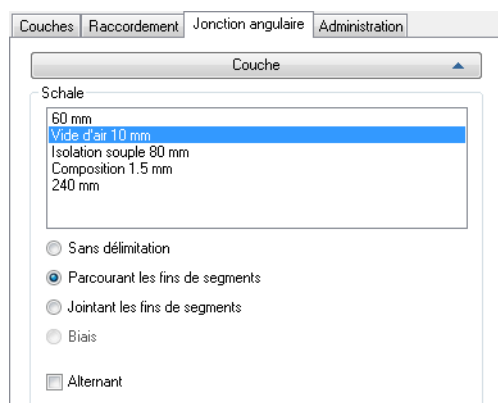 Couches Raccordement Jonction angulaire Administration
Couche
Schale
60 mm
Vide d'air 10 mm
Isolation souple 80 mm
Composition 1.5 mm
240 mm
Sans délimitation
Parcourant les fins de segments
Jointant les fins de segments
Biais
Alternant